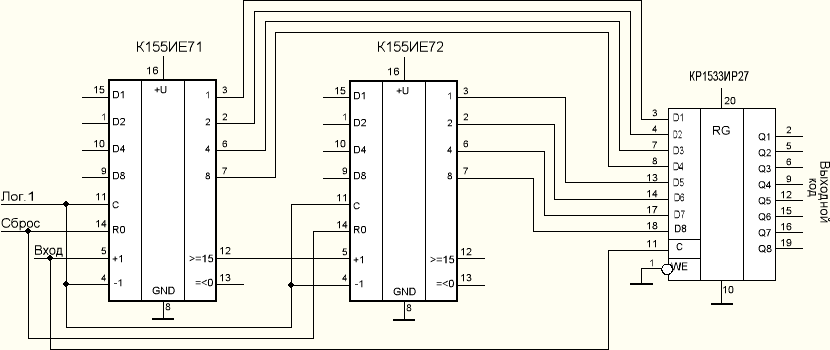 К155ИЕ71
К155ИЕ72
КР1533ИР27
16
+U
15 D1
1 D2
10 D4
9 D8
11 C
14 R0
5 +1
4 -1
1 3
2 2
4 6
8 7
>=15 12
=<0 13
GND
8
Лог.1
Сброс
Вход
16
+U
15 D1
1 D2
10 D4
9 D8
11 C
14 R0
5 +1
4 -1
1 3
2 2
4 6
8 7
>=15 12
=<0 13
GND
8
20
RG
3 D1
4 D2
7 D3
8 D4
13 D5
14 D6
17 D7
18 D8
11 C
1 WE
Q1 2
Q2 5
Q3 6
Q4 9
Q5 12
Q6 15
Q7 16
Q8 19
10
Выходной
код